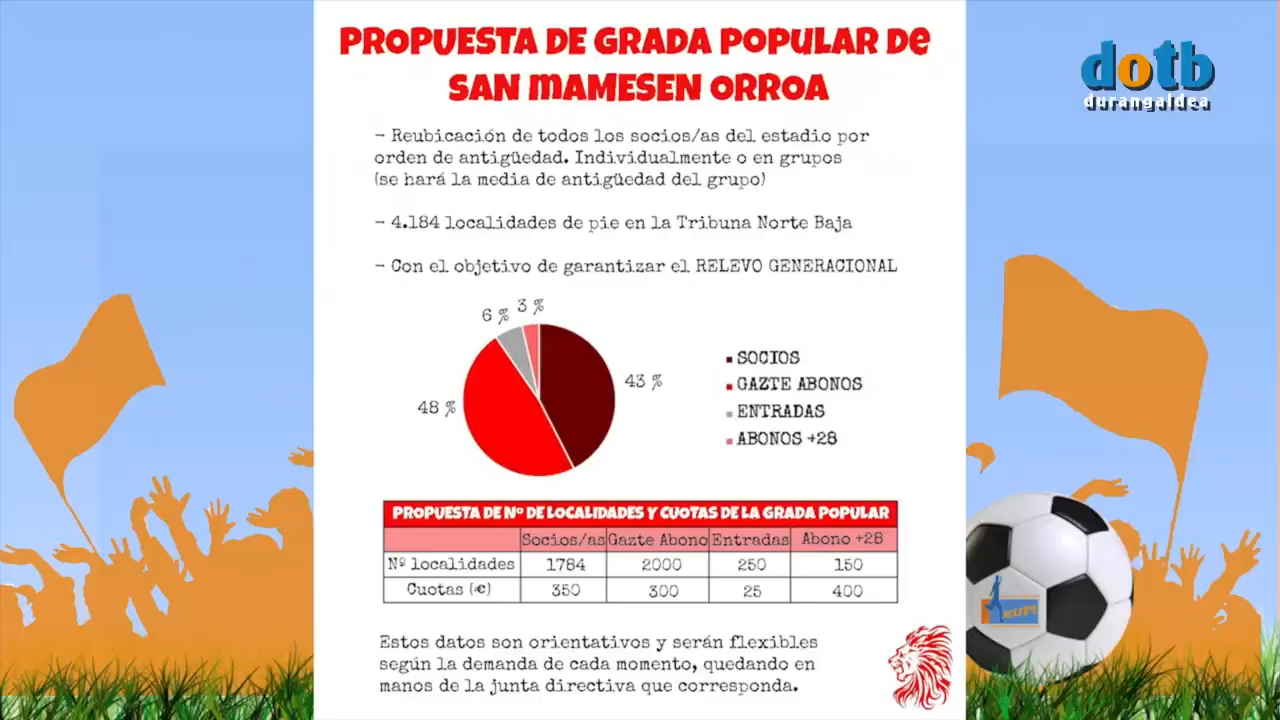 PROPUESTA DE GRADA POPULAR DE
SAN MAMESEN ORROA
dotb
durangaldea
- Reubicación de todos los socios/as del estadio por
orden de antigüedad. Individualmente o en grupos
(se hará la media de antigüedad del grupo)
- 4.184 localidades de pie en la Tribuna Norte Baja
- Con el objetivo de garantizar el RELEVO GENERACIONAL
6 % 3 %
43 %
48 %
SOCIOS
GAZTE ABONOS
ENTRADAS
ABONOS +28
PROPUESTA DE Nº DE LOCALIDADES Y CUOTAS DE LA GRADA POPULAR
Socios/as Gazte Abono Entradas Abono +28
Nº localidades 1784 2000 250 150
Cuotas (€) 350 300 25 400
Estos datos son orientativos y serán flexibles
según la demanda de cada momento, quedando en
manos de la junta directiva que corresponda.